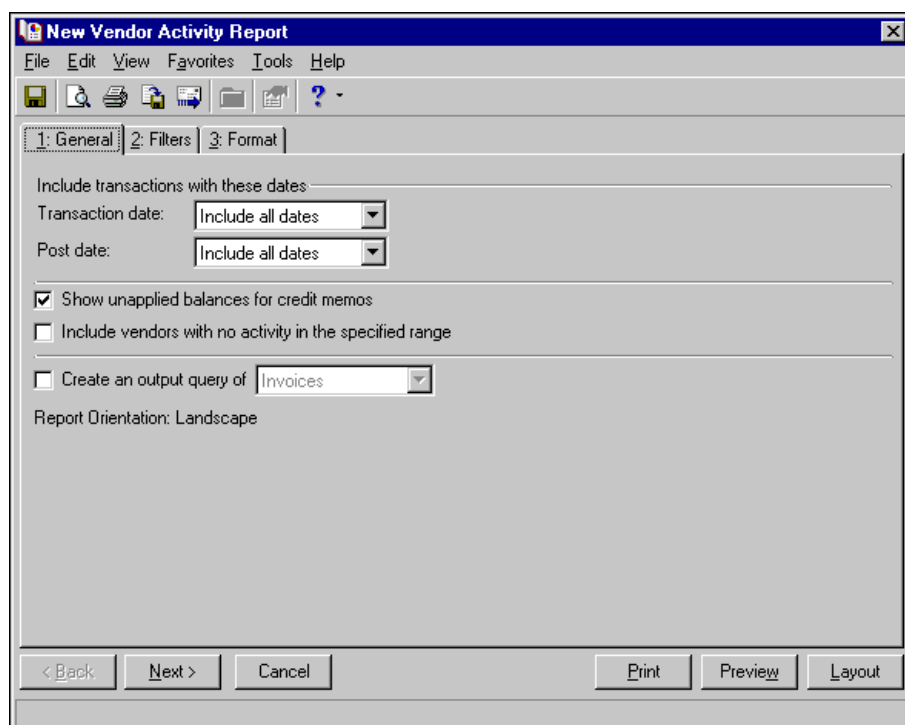 New Vendor Activity Report
File Edit View Favorites Tools Help
?
1: General 2: Filters 3: Format
Include transactions with these dates
Transaction date: Include all dates
Post date: Include all dates
Show unapplied balances for credit memos
Include vendors with no activity in the specified range
Create an output query of Invoices
Report Orientation: Landscape
< Back Next > Cancel Print Preview Layout